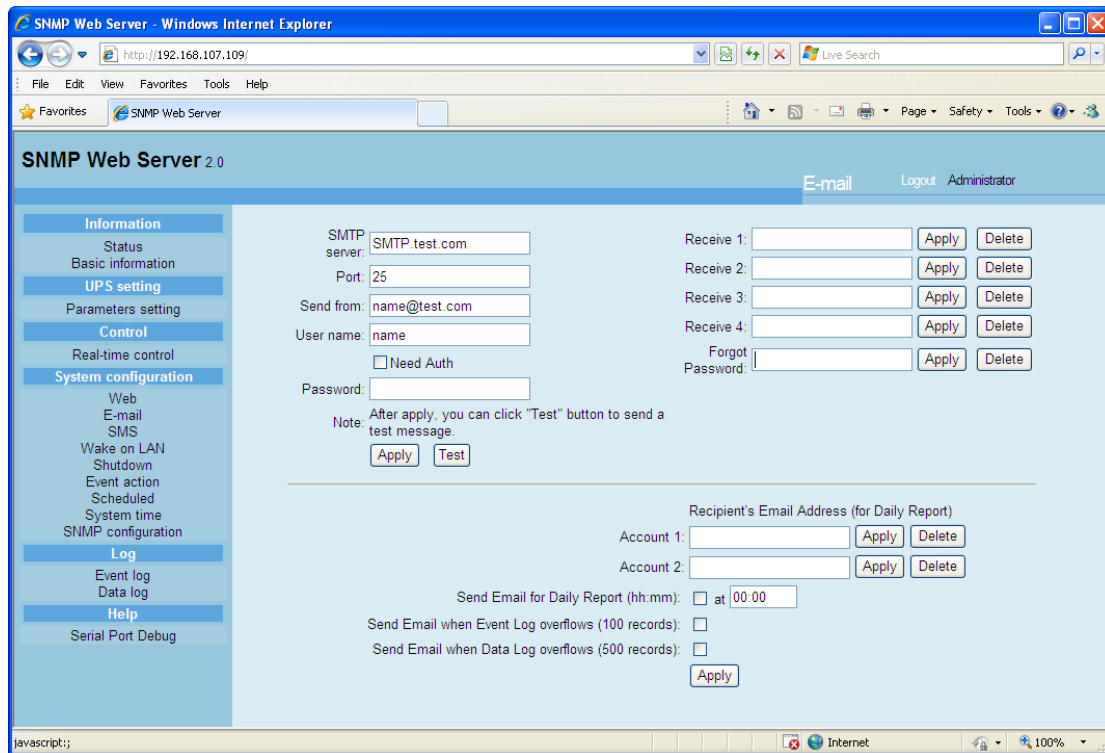 SNMP Web Server - Windows Internet Explorer
http://192.168.107.109/
Live Search
File Edit View Favorites Tools Help
Favorites SNMP Web Server Page Safety Tools
SNMP Web Server 2.0
E-mail Logout Administrator
Information
Status
Basic information
UPS setting
Parameters setting
Control
Real-time control
System configuration
Web
E-mail
SMS
Wake on LAN
Shutdown
Event action
Scheduled
System time
SNMP configuration
Log
Event log
Data log
Help
Serial Port Debug
SMTP
server: SMTP.test.com
Port: 25
Send from: name@test.com
User name: name
Need Auth
Password:
Note: After apply, you can click "Test" button to send a
test message.
Apply Test
Receive 1: Apply Delete
Receive 2: Apply Delete
Receive 3: Apply Delete
Receive 4: Apply Delete
Forgot
Password: Apply Delete
Recipient's Email Address (for Daily Report)
Account 1: Apply Delete
Account 2: Apply Delete
Send Email for Daily Report (hh:mm): at 00:00
Send Email when Event Log overflows (100 records):
Send Email when Data Log overflows (500 records):
Apply
javascript:; Internet 100%